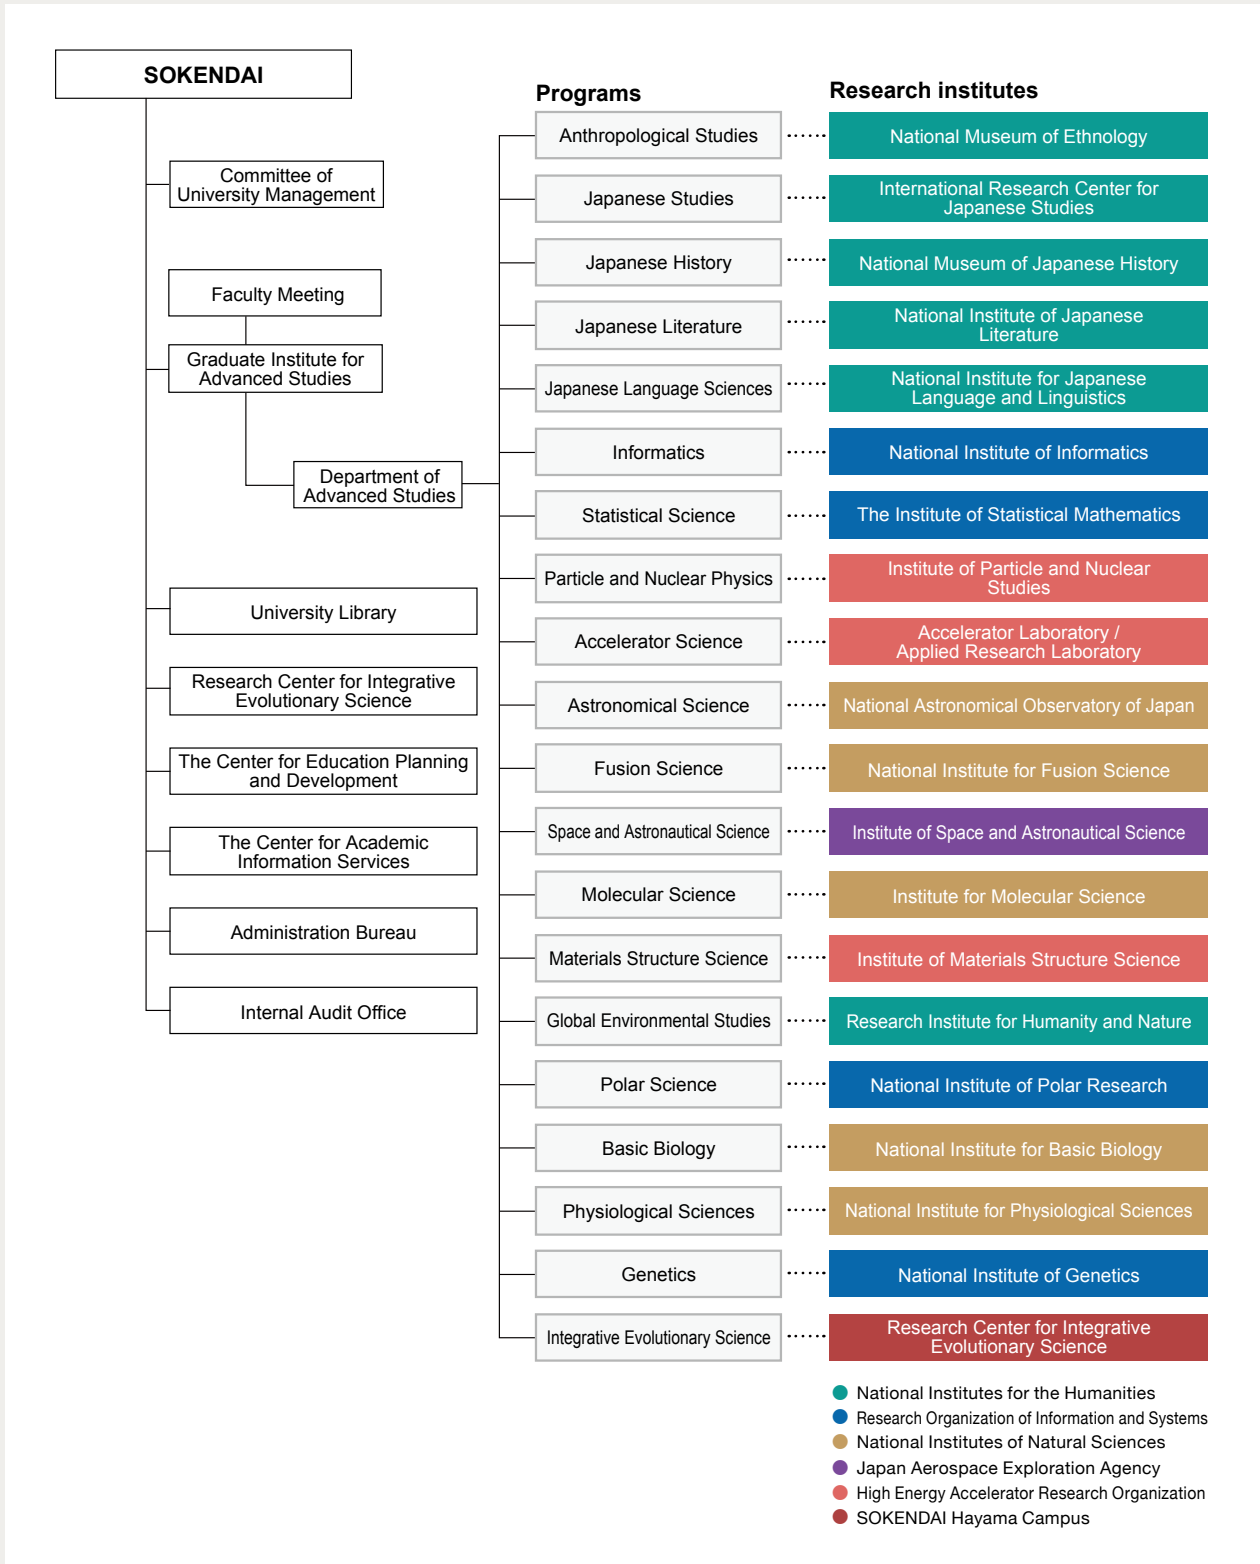 SOKENDAI
Committee of
University Management
Faculty Meeting
Graduate Institute for
Advanced Studies
Department of
Advanced Studies
University Library
Research Center for Integrative
Evolutionary Science
The Center for Education Planning
and Development
The Center for Academic
Information Services
Administration Bureau
Internal Audit Office
Programs
Research institutes
Anthropological Studies
National Museum of Ethnology
Japanese Studies
International Research Center for
Japanese Studies
Japanese History
National Museum of Japanese History
Japanese Literature
National Institute of Japanese
Literature
Japanese Language Sciences
National Institute for Japanese
Language and Linguistics
Informatics
National Institute of Informatics
Statistical Science
The Institute of Statistical Mathematics
Particle and Nuclear Physics
Institute of Particle and Nuclear
Studies
Accelerator Science
Accelerator Laboratory /
Applied Research Laboratory
Astronomical Science
National Astronomical Observatory of Japan
Fusion Science
National Institute for Fusion Science
Space and Astronautical Science
Institute of Space and Astronautical Science
Molecular Science
Institute for Molecular Science
Materials Structure Science
Institute of Materials Structure Science
Global Environmental Studies
Research Institute for Humanity and Nature
Polar Science
National Institute of Polar Research
Basic Biology
National Institute for Basic Biology
Physiological Sciences
National Institute for Physiological Sciences
Genetics
National Institute of Genetics
Integrative Evolutionary Science
Research Center for Integrative
Evolutionary Science
National Institutes for the Humanities
Research Organization of Information and Systems
National Institutes of Natural Sciences
Japan Aerospace Exploration Agency
High Energy Accelerator Research Organization
SOKENDAI Hayama Campus